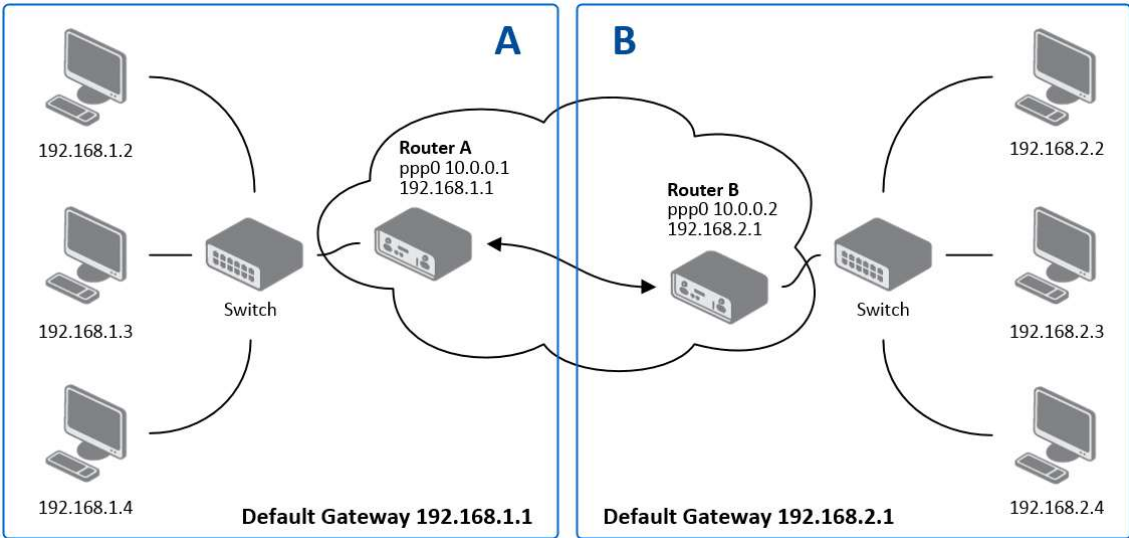 A
B
192.168.1.2
192.168.1.3
192.168.1.4
Switch
Router A
ppp0 10.0.0.1
192.168.1.1
Router B
ppp0 10.0.0.2
192.168.2.1
Switch
192.168.2.2
192.168.2.3
192.168.2.4
Default Gateway 192.168.1.1
Default Gateway 192.168.2.1